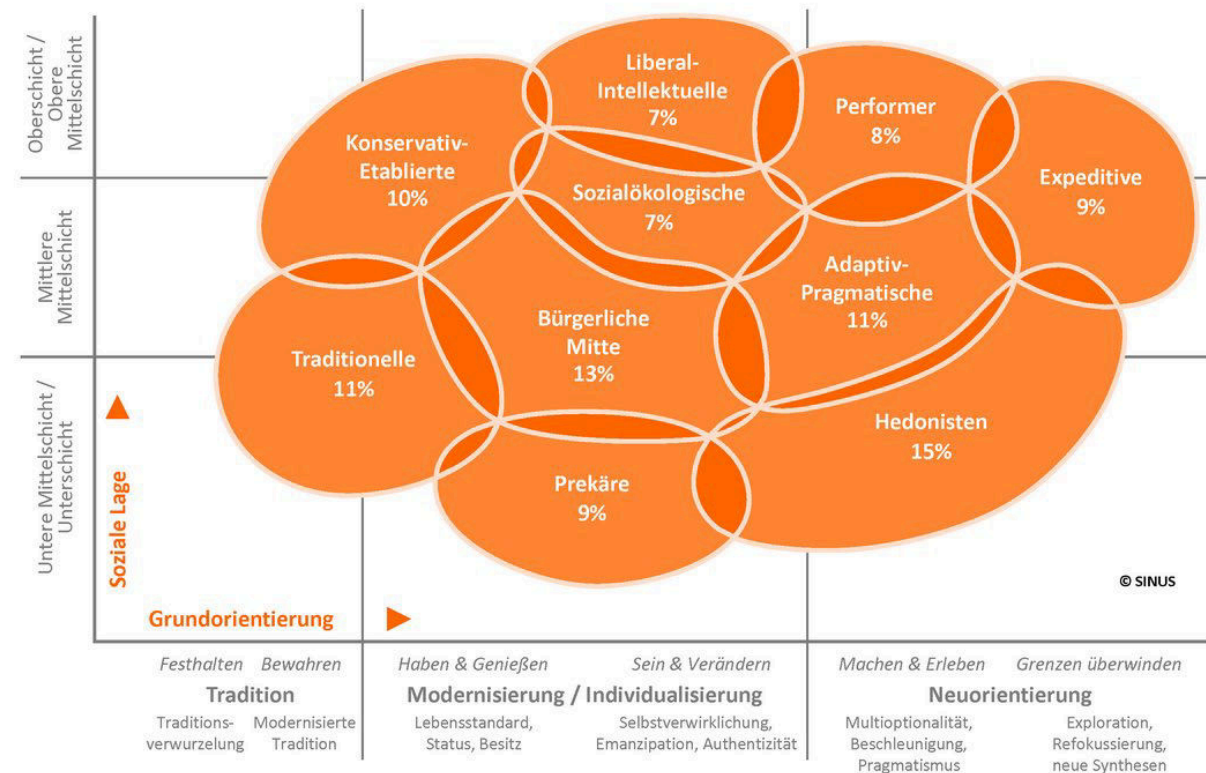 Oberschicht /
Obere
Mittelschicht
Mittlere
Mittelschicht
Untere Mittelschicht /
Unterschicht
Soziale Lage
Liberal-
Intellektuelle
7%
Performer
8%
Konservativ-
Etablierte
10%
Sozialökologische
7%
Expeditive
9%
Adaptiv-
Pragmatische
11%
Bürgerliche
Mitte
13%
Traditionelle
11%
Hedonisten
15%
Prekäre
9%
© SINUS
Grundorientierung
Festhalten Bewahren
Tradition
Traditions-
verwurzelung
Modernisierte
Tradition
Haben & Genießen
Sein & Verändern
Modernisierung / Individualisierung
Lebensstandard,
Status, Besitz
Selbstverwirklichung,
Emanzipation, Authentizität
Machen & Erleben
Grenzen überwinden
Neuorientierung
Multioptionalität,
Beschleunigung,
Pragmatismus
Exploration,
Refokussierung,
neue Synthesen